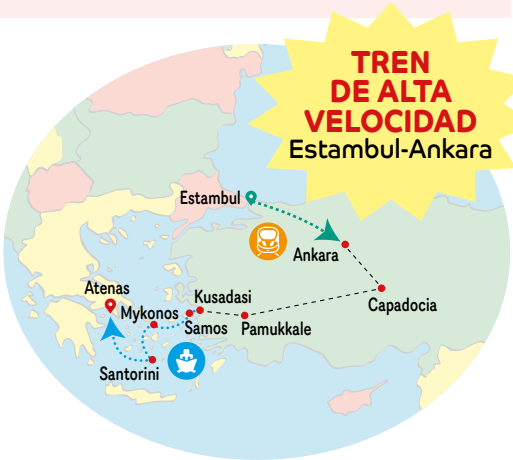 TREN
DE ALTA
VELOCIDAD
Estambul-Ankara
Estambul
Ankara
Capadocia
Atenas
Kusadasi
Mykonos
Samos
Pamukkale
Santorini